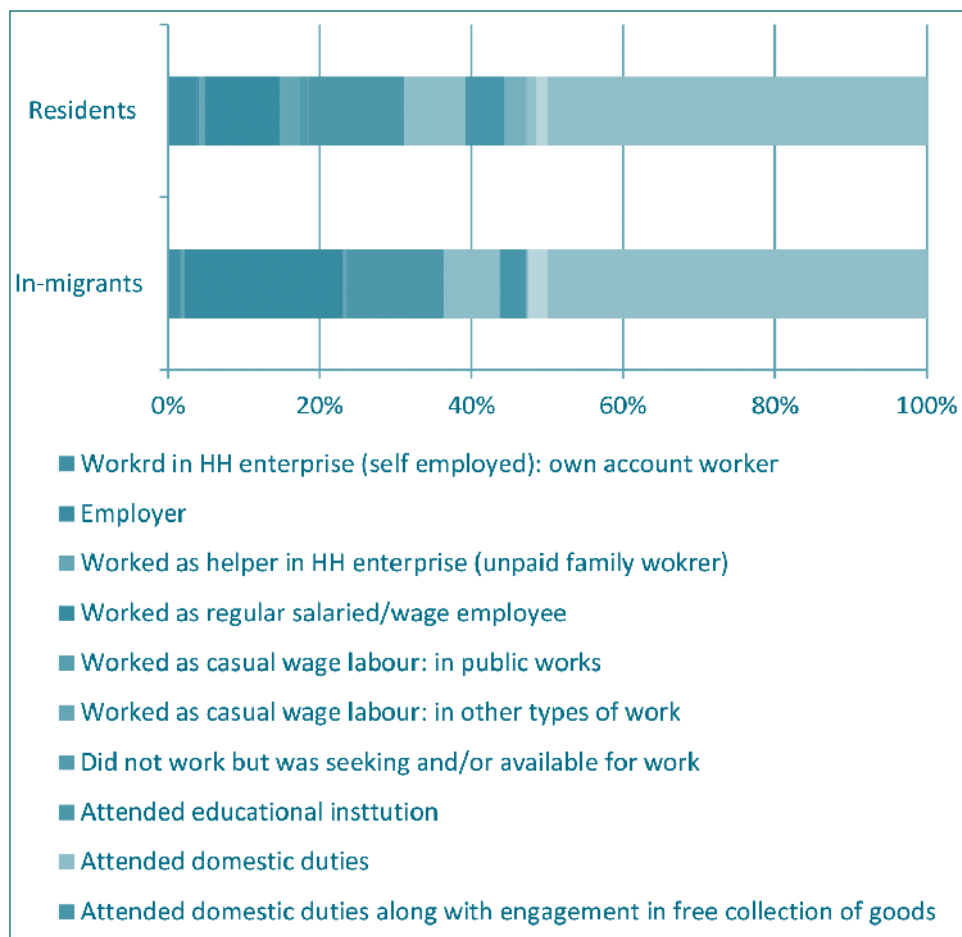 Residents
In-migrants
0% 20% 40% 60% 80% 100%
Workrd in HH enterprise (self employed): own account worker
Employer
Worked as helper in HH enterprise (unpaid family wokrer)
Worked as regular salaried/wage employee
Worked as casual wage labour: in public works
Worked as casual wage labour: in other types of work
Did not work but was seeking and/or available for work
Attended educational insttution
Attended domestic duties
Attended domestic duties along with engagement in free collection of goods